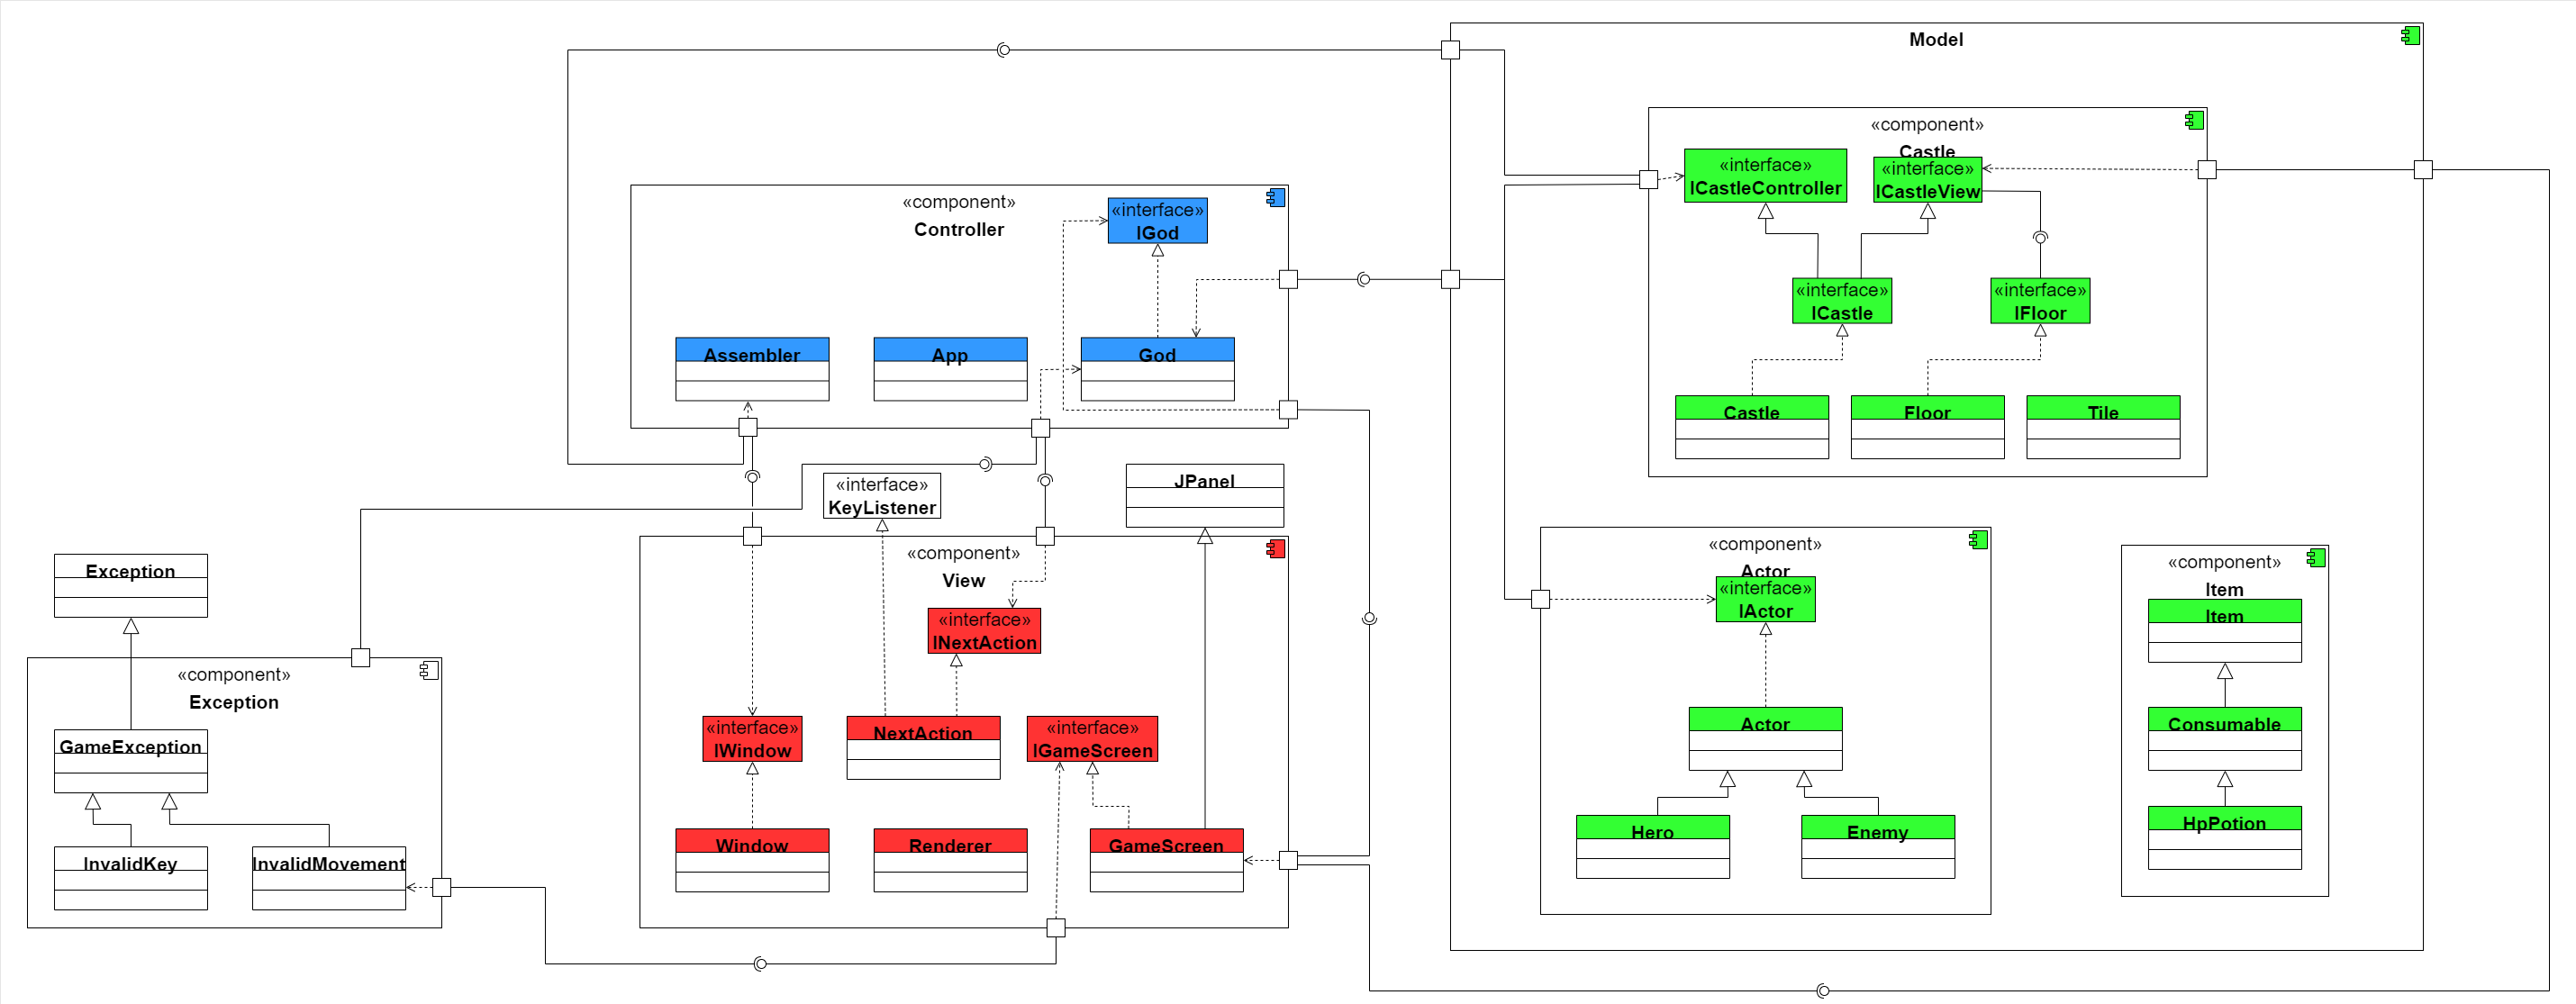 Model
«component»
Castle
«interface»
ICastleController
«interface»
ICastleView
«interface»
ICastle
«interface»
IFloor
Castle
Floor
Tile
«component»
Controller
«interface»
IGod
Assembler
App
God
«interface»
KeyListener
JPanel
«component»
View
«interface»
INextAction
«interface»
IWindow
NextAction
«interface»
IGameScreen
Window
Renderer
GameScreen
Exception
«component»
Exception
GameException
InvalidKey
InvalidMovement
«component»
Actor
«interface»
IActor
Actor
Hero
Enemy
«component»
Item
Item
Consumable
HpPotion